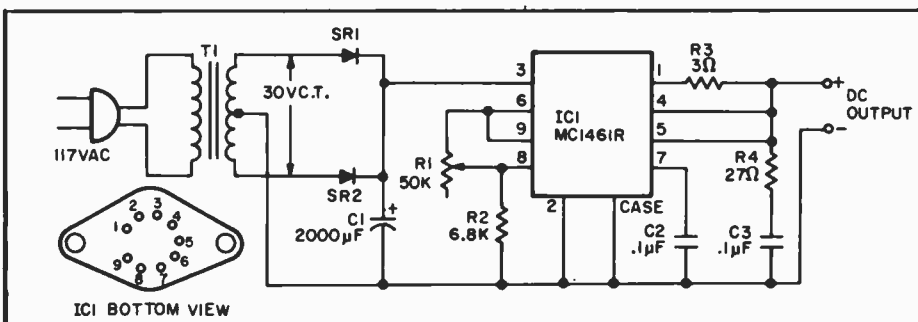 T1
SR1
30V C.T.
117VAC
SR2
C1
2000µF
+
R1
50K
R2
6.8K
3
6
9
8
2
IC1
MC1461R
CASE
1
4
5
7
R3
3Ω
R4
27Ω
C2
.1µF
C3
.1µF
+
DC
OUTPUT
-
1
2
3
4
5
6
7
8
9
IC1 BOTTOM VIEW